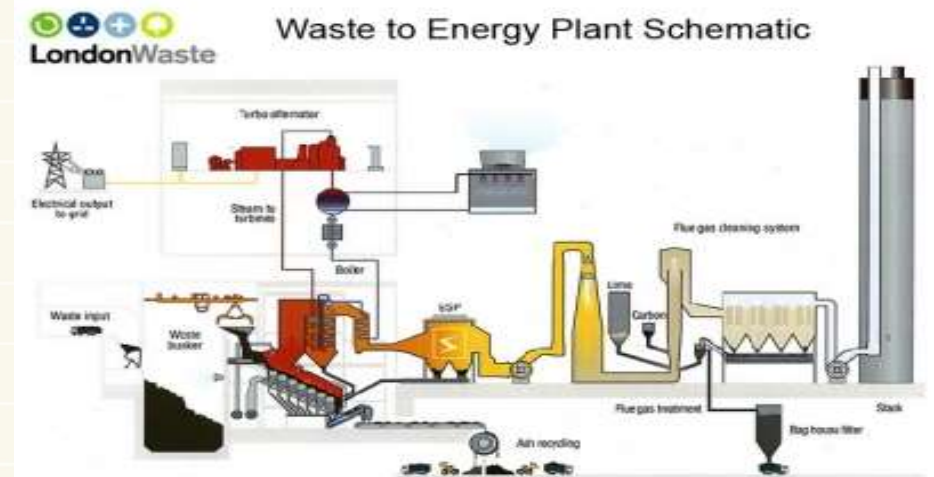 LondonWaste
Waste to Energy Plant Schematic
Turbo alternator
Electrical output
to grid
Steam to
turbines
Boiler
Flue gas cleaning system
Waste input
Waste
bunker
ESP
Lime
Carbon
Flue gas treatment
Stack
Bag house filter
Ash recycling